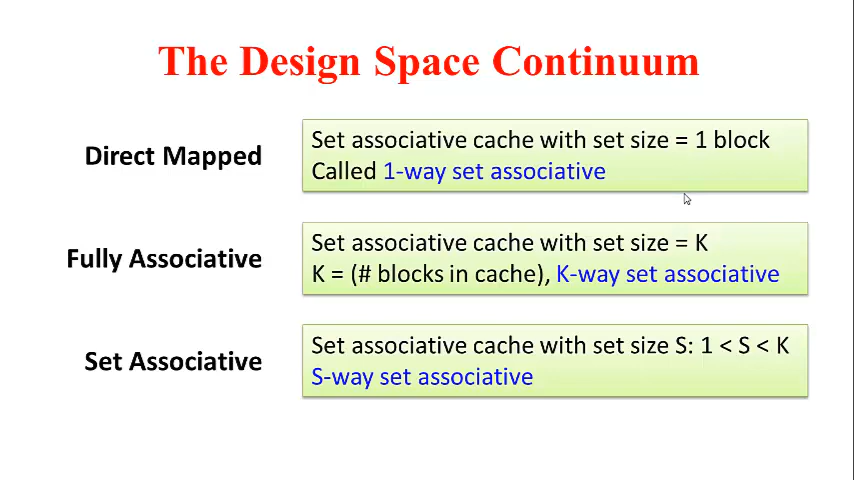 The Design Space Continuum
Direct Mapped
Set associative cache with set size = 1 block
Called 1-way set associative
Fully Associative
Set associative cache with set size = K
K = (# blocks in cache), K-way set associative
Set Associative
Set associative cache with set size S: 1 < S < K
S-way set associative